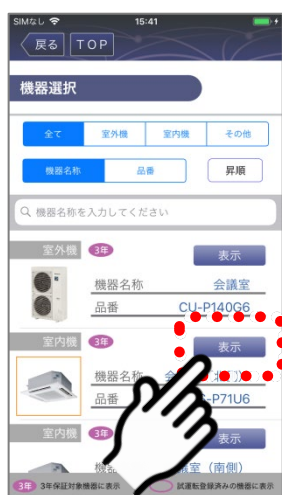 SIMなし 15:41
戻る TOP
機器選択
全て 室外機 室内機 その他
機器名称 品番 昇順
機器名称を入力してください
室外機 3年 表示
機器名称 会議室
品番 CU-P140G6
室内機 3年 表示
機器名称
品番 -P71U6
室内機 3年 表示
議室(南側)
3年 3年保証対象機器に表示 試運転登録済みの機器に表示